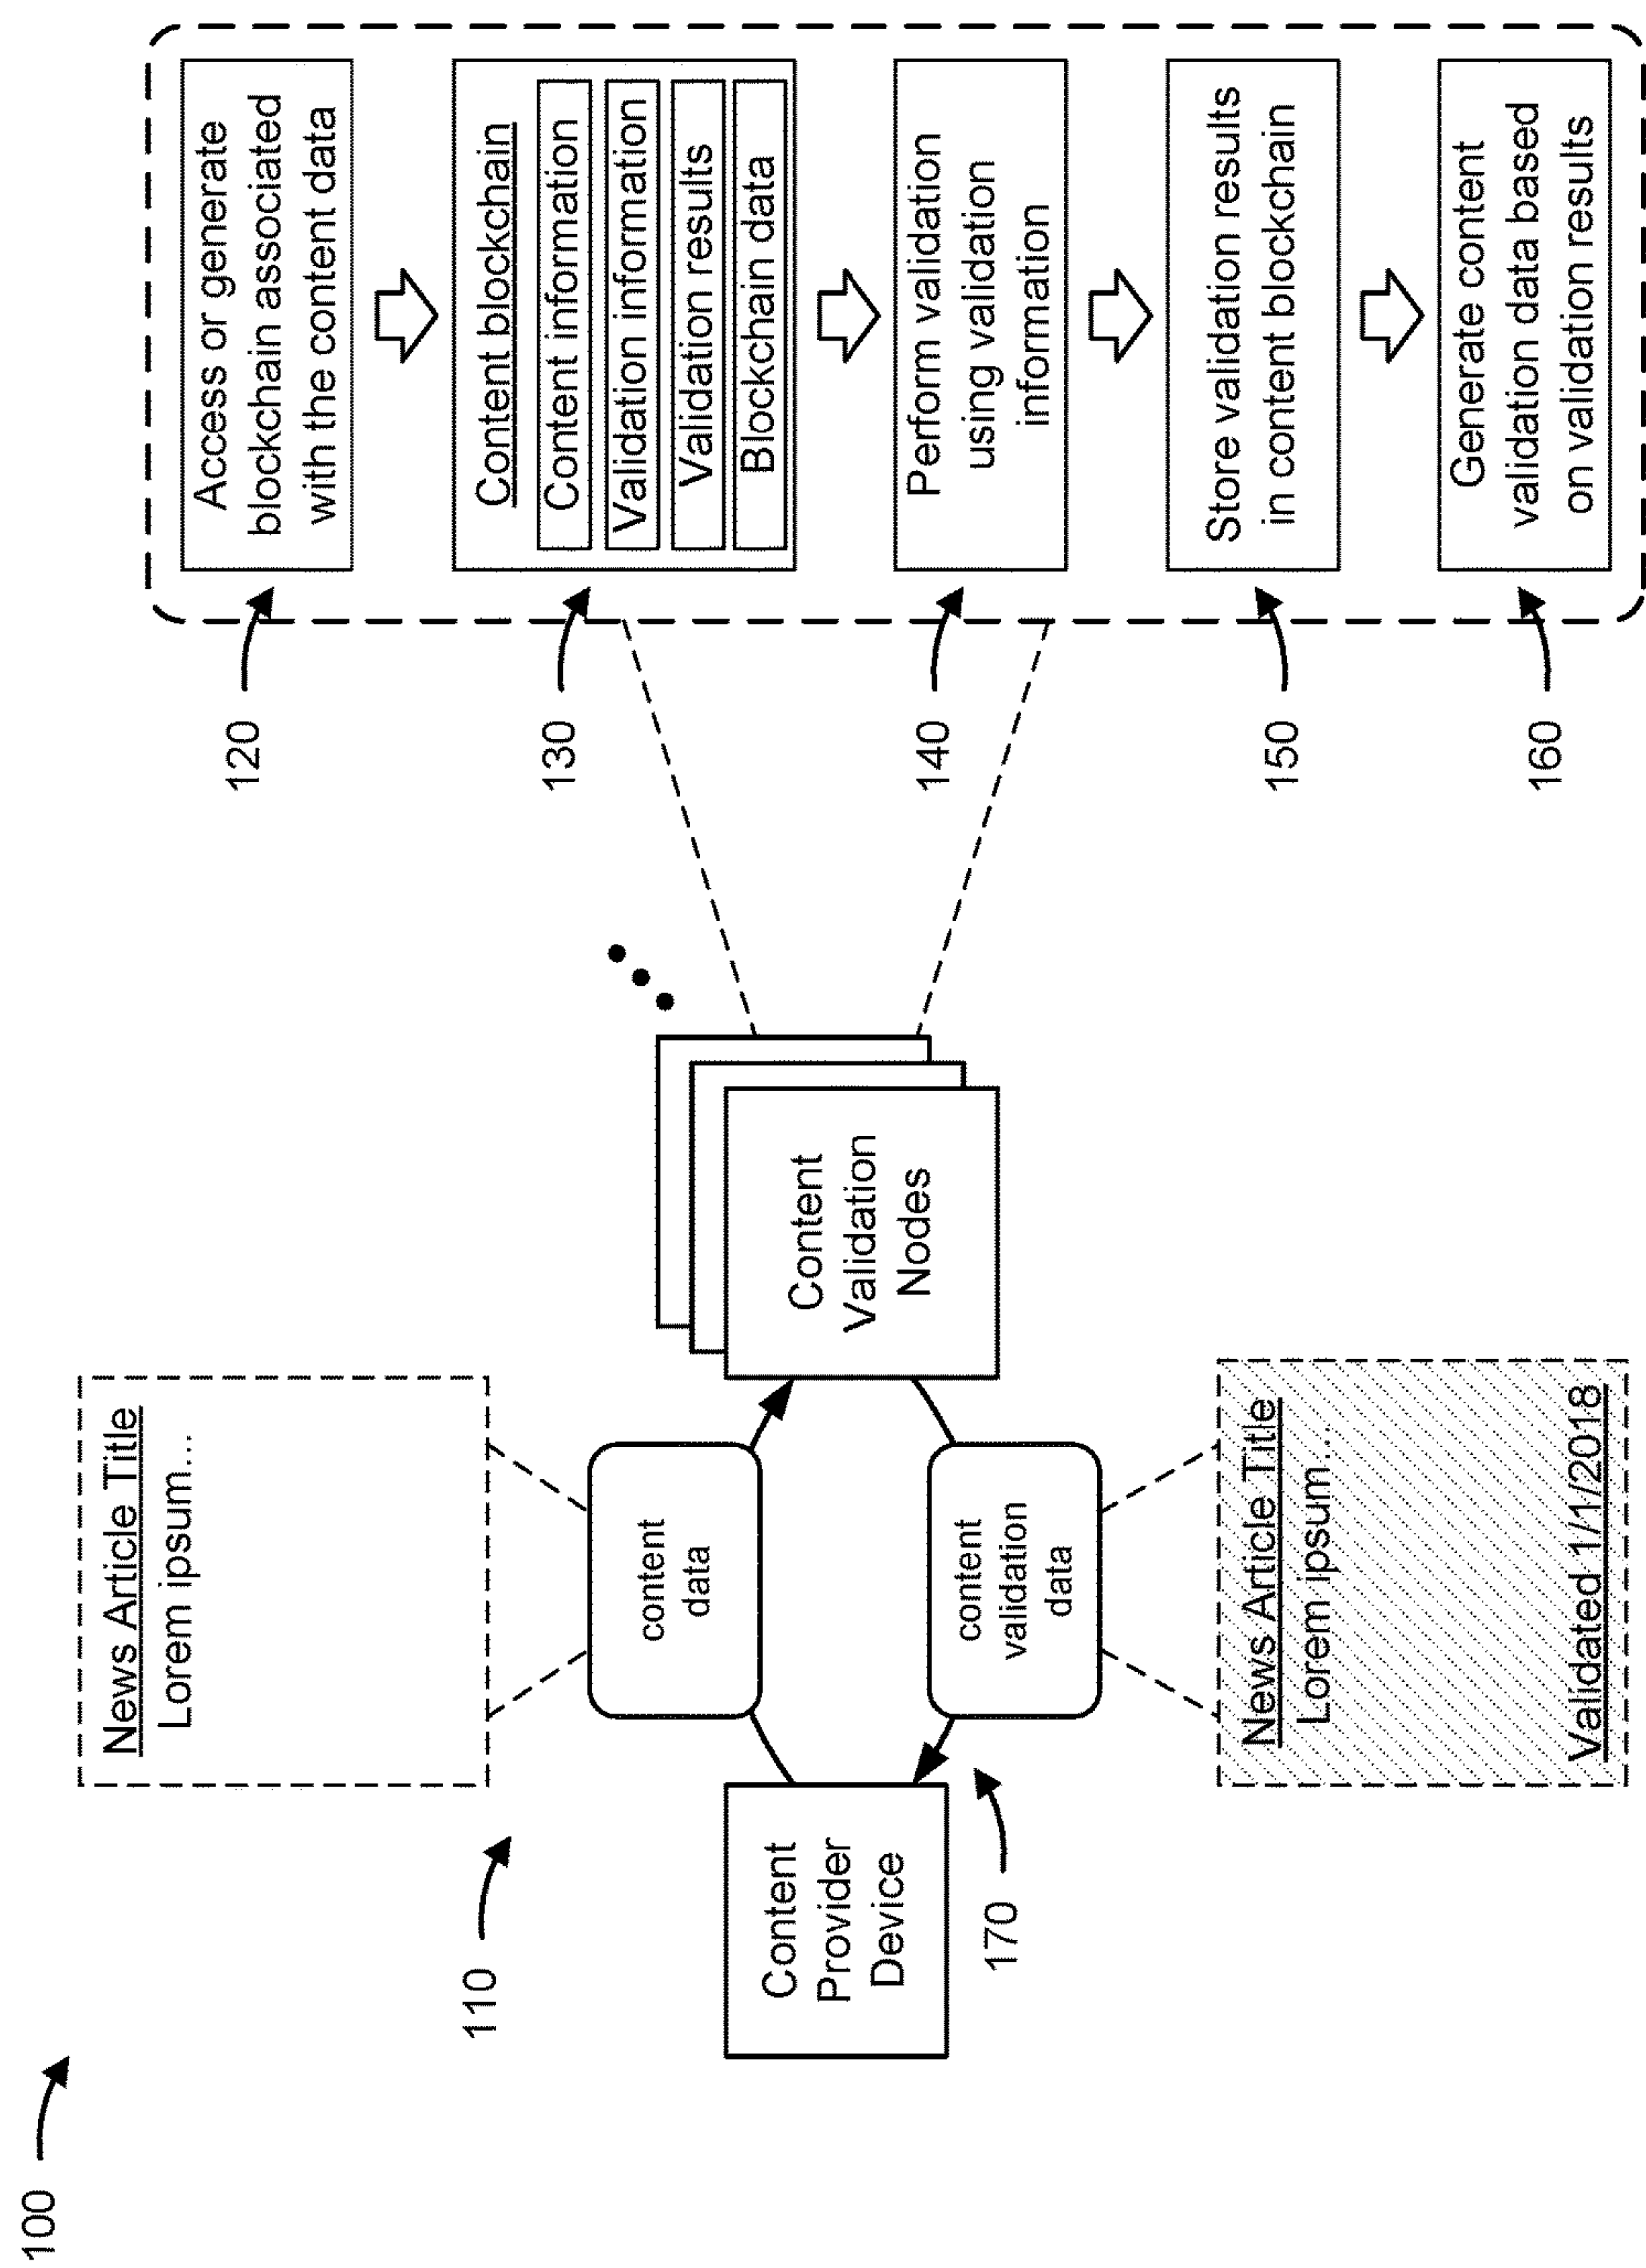 100
110
News Article Title
Lorem ipsum...
content
data
Content
Provider
Device
Content
Validation
Nodes
170
content
validation
data
News Article Title
Lorem ipsum...
Validated 1/1/2018
120
Access or generate
blockchain associated
with the content data
130
Content blockchain
Content information
Validation information
Validation results
Blockchain data
140
Perform validation
using validation
information
150
Store validation results
in content blockchain
160
Generate content
validation data based
on validation results